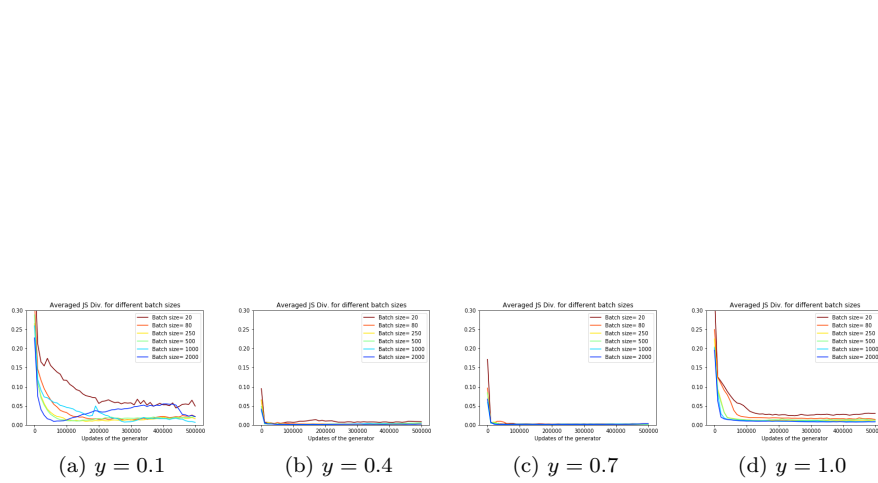 Averaged JS Div. for different batch sizes
0.30
0.25
0.20
0.15
0.10
0.05
0.00
Batch size= 20
Batch size= 80
Batch size= 250
Batch size= 500
Batch size= 1000
Batch size= 2000
0 100000 200000 300000 400000 500000
Updates of the generator
(a) y = 0.1
Averaged JS Div. for different batch sizes
0.30
0.25
0.20
0.15
0.10
0.05
0.00
Batch size= 20
Batch size= 80
Batch size= 250
Batch size= 500
Batch size= 1000
Batch size= 2000
0 100000 200000 300000 400000 500000
Updates of the generator
(b) y = 0.4
Averaged JS Div. for different batch sizes
0.30
0.25
0.20
0.15
0.10
0.05
0.00
Batch size= 20
Batch size= 80
Batch size= 250
Batch size= 500
Batch size= 1000
Batch size= 2000
0 100000 200000 300000 400000 500000
Updates of the generator
(c) y = 0.7
Averaged JS Div. for different batch sizes
0.30
0.25
0.20
0.15
0.10
0.05
0.00
Batch size= 20
Batch size= 80
Batch size= 250
Batch size= 500
Batch size= 1000
Batch size= 2000
0 100000 200000 300000 400000 50000
Updates of the generator
(d) y = 1.0